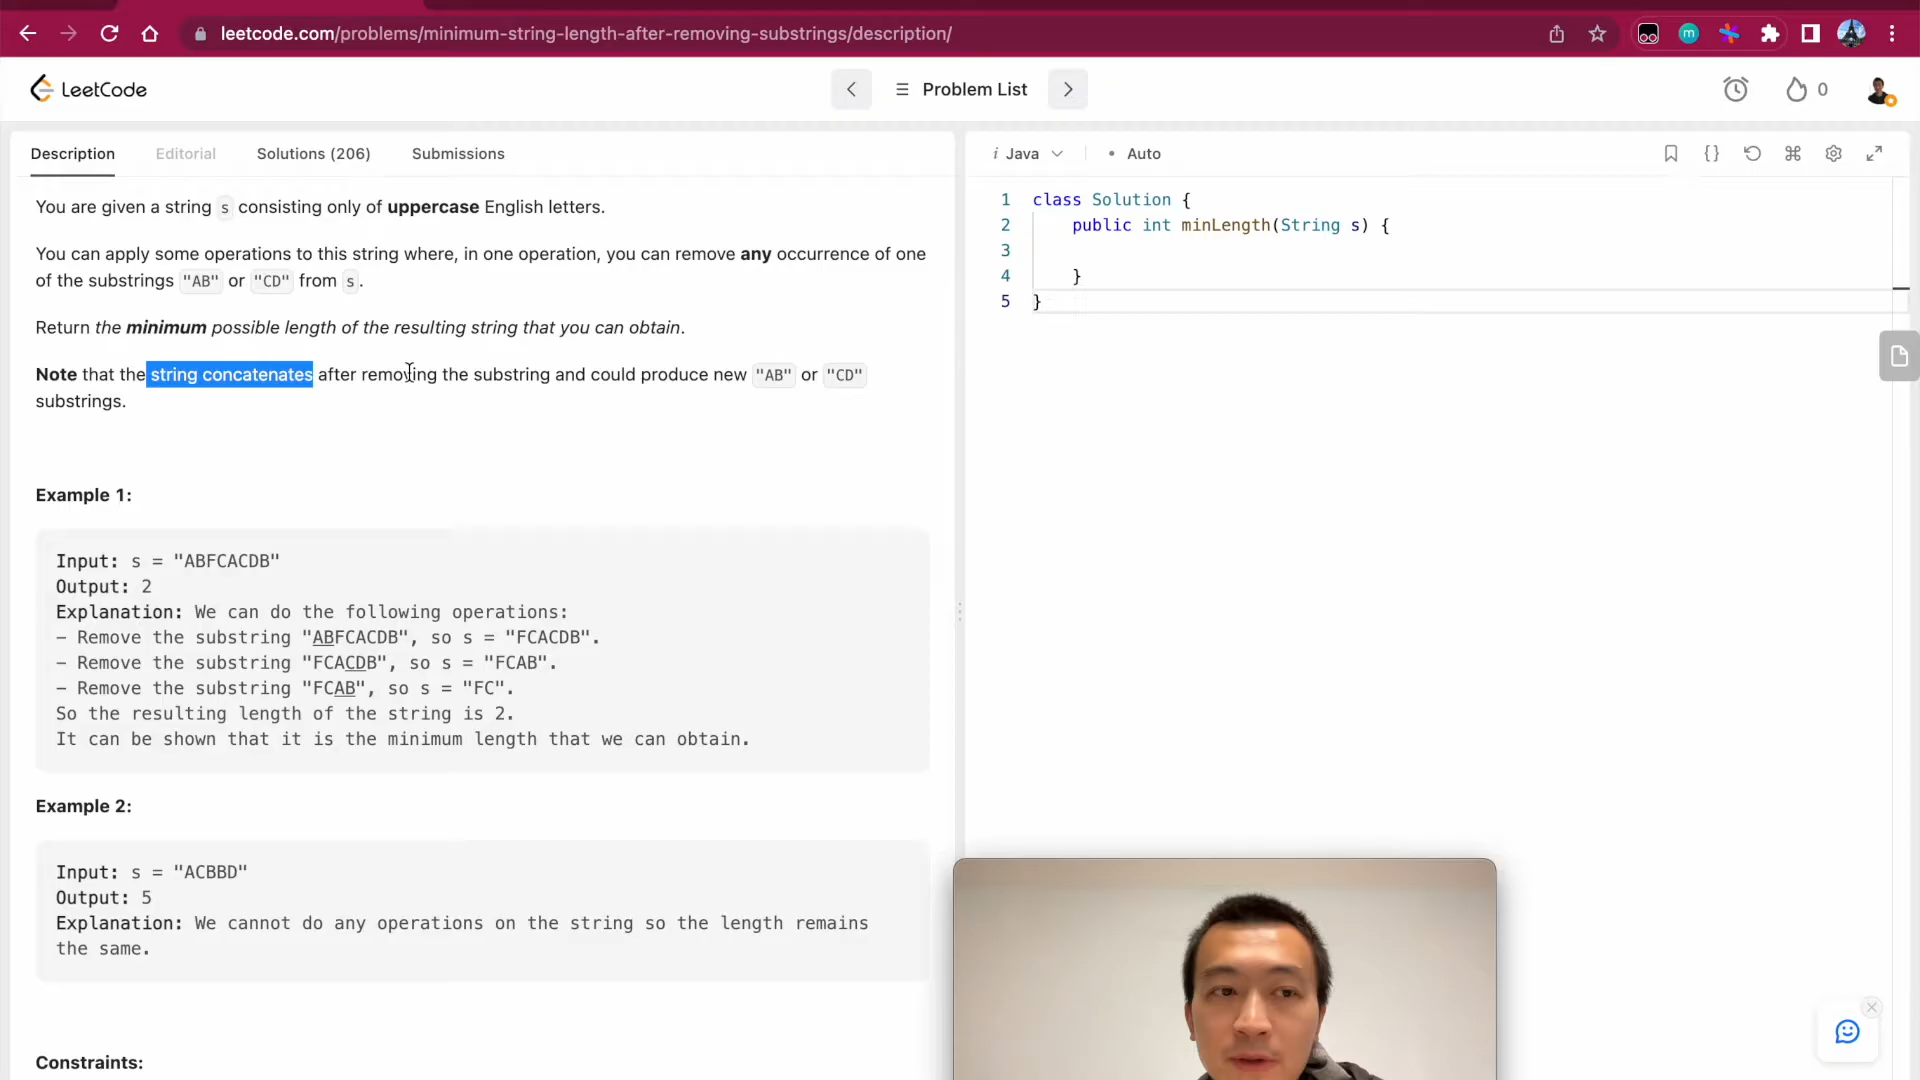 leetcode.com/problems/minimum-string-length-after-removing-substrings/description/
m
LeetCode
Problem List
0
Description
Editorial
Solutions (206)
Submissions
You are given a string s consisting only of uppercase English letters.
You can apply some operations to this string where, in one operation, you can remove any occurrence of one
of the substrings "AB" or "CD" from s.
Return the minimum possible length of the resulting string that you can obtain.
Note that the string concatenates after removing the substring and could produce new "AB" or "CD"
substrings.
Example 1:
Input: s = "ABFCACDB"
Output: 2
Explanation: We can do the following operations:
- Remove the substring "ABFCACDB", so s = "FCACDB".
- Remove the substring "FCACDB", so s = "FCAB".
- Remove the substring "FCAB", so s = "FC".
So the resulting length of the string is 2.
It can be shown that it is the minimum length that we can obtain.
Example 2:
Input: s = "ACBBD"
Output: 5
Explanation: We cannot do any operations on the string so the length remains
the same.
Constraints:
i Java
• Auto
{}
1 class Solution {
2 public int minLength(String s) {
3
4 }
5 }